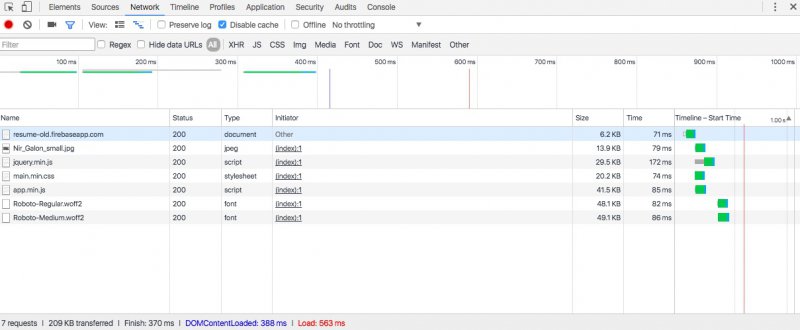 Elements Sources Network Timeline Profiles Application Security Audits Console
View: Preserve log Disable cache Offline No throttling
Filter Regex Hide data URLs All XHR JS CSS Img Media Font Doc WS Manifest Other
100 ms 200 ms 300 ms 400 ms 500 ms 600 ms 700 ms 800 ms 900 ms 1000 ms
Name Status Type Initiator Size Time Timeline – Start Time 1.00 s
resume-old.firebaseapp.com 200 document Other 6.2 KB 71 ms
Nir_Galon_small.jpg 200 jpeg (index):1 13.9 KB 79 ms
jquery.min.js 200 script (index):1 29.5 KB 172 ms
main.min.css 200 stylesheet (index):1 20.2 KB 74 ms
app.min.js 200 script (index):1 41.5 KB 85 ms
Roboto-Reguler.woff2 200 font (index):1 48.1 KB 82 ms
Roboto-Medium.woff2 200 font (index):1 49.1 KB 86 ms
7 requests | 209 KB transferred | Finish: 370 ms | DOMContentLoaded: 388 ms | Load: 563 ms